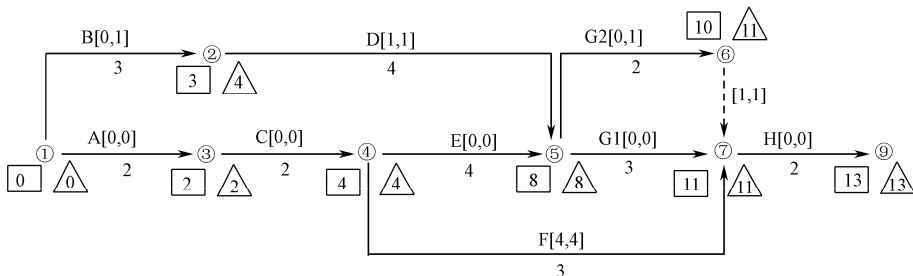 10 11
B[0,1] ② D[1,1] G2[0,1] ⑥
3 3 4 4 2
[1,1]
① A[0,0] ③ C[0,0] ④ E[0,0] ⑤ G1[0,0] ⑦ H[0,0] ⑨
0 0 2 2 2 2 4 4 4 8 8 3 11 11 2 13 13
F[4,4]
3